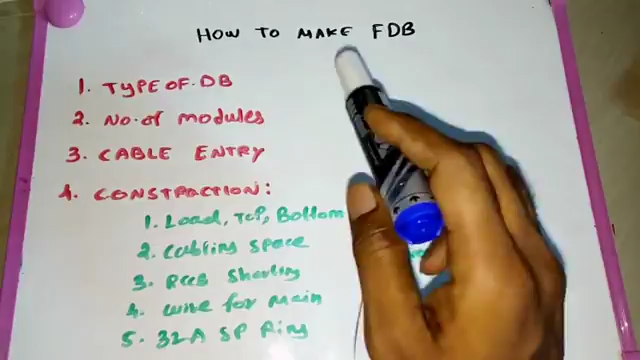 HOW TO MAKE FDB
1. TYPE OF. DB
2. No. of modules
3. CABLE ENTRY
4. CONSTRACTION:
1. Load, Top, Bottom
2. Cabling space
3. RCCB Shorting
4. wire for main
5. 32A SP